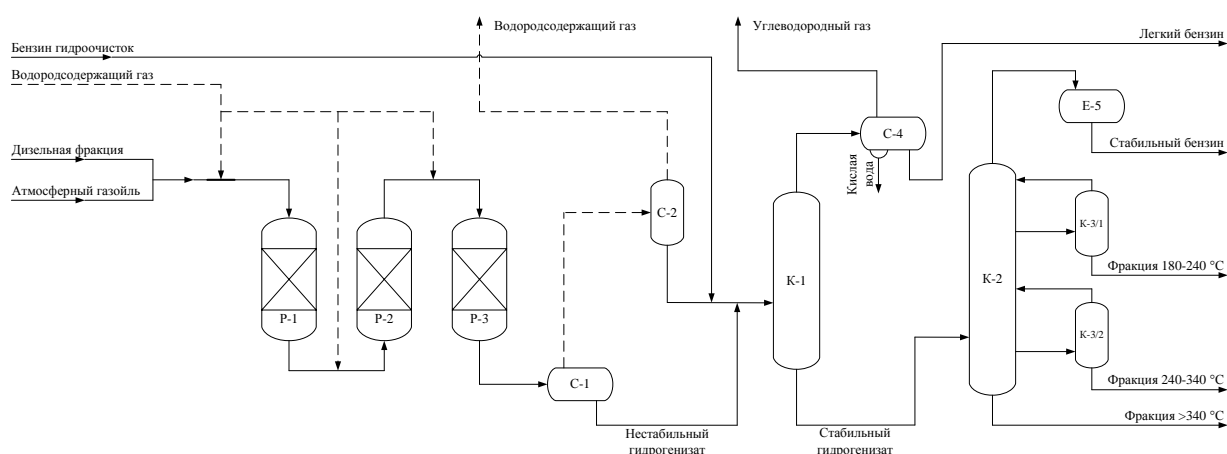 Водородсодержащий газ
Углеводородный газ
Легкий бензин
Бензин гидроочисток
Водородсодержащий газ
Е-5
С-4
Стабильный бензин
Дизельная фракция
Кислая
вода
Атмосферный газойль
С-2
К-3/1
Фракция 180-240 °С
К-1
К-2
Р-1
Р-2
Р-3
К-3/2
С-1
Фракция 240-340 °С
Фракция >340 °С
Нестабильный
гидрогенизат
Стабильный
гидрогенизат